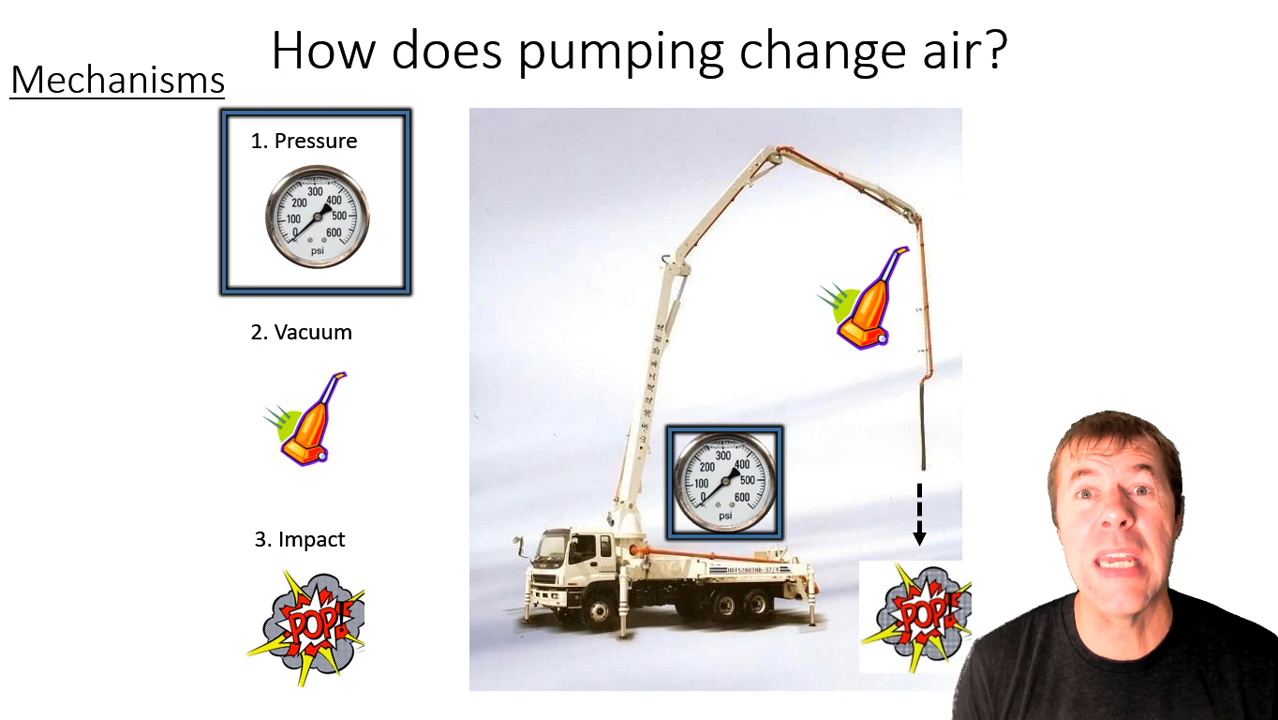 How does pumping change air?
Mechanisms
1. Pressure
300
200
400
100
500
0
600
psi
2. Vacuum
3. Impact
POP!
300
200
400
100
500
0
600
psi
POP!